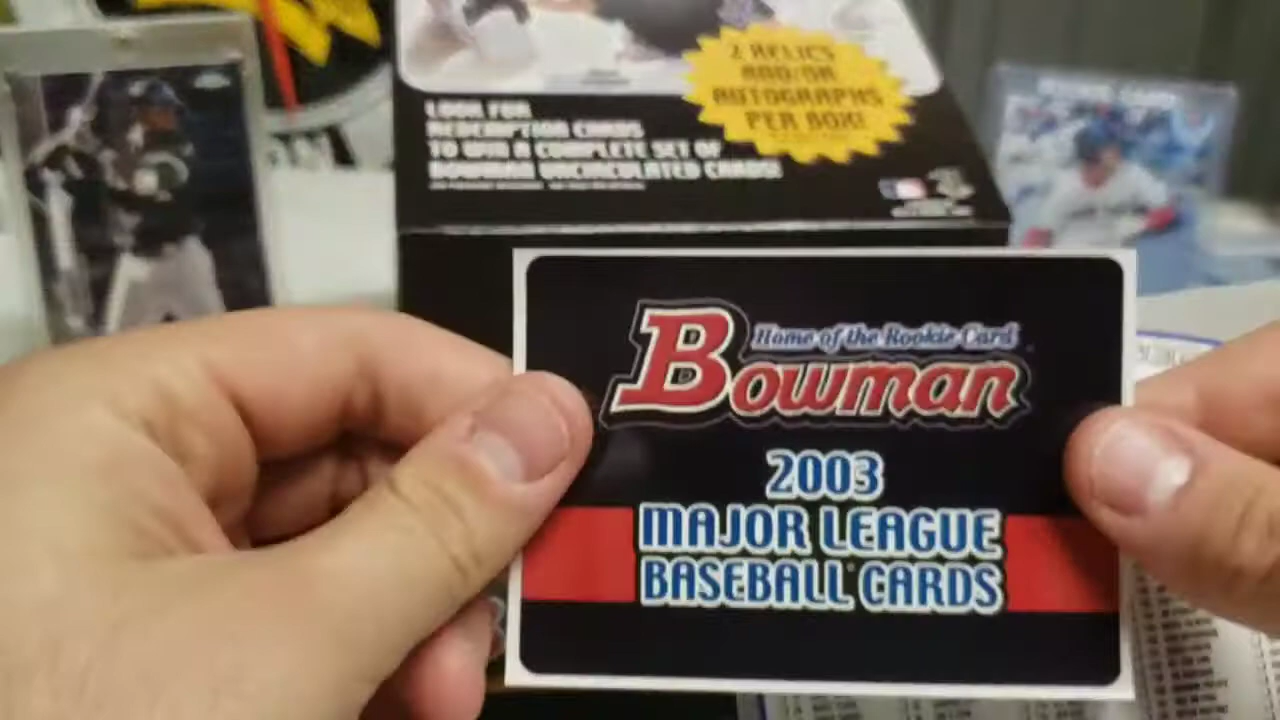 2 RELICS
AND/OR
AUTOGRAPHS
PER BOX!
LOOK FOR
REDEMPTION CARDS
TO WIN A COMPLETE SET OF
BOWMAN UNCIRCULATED CARDS!
Home of the Rookie Card
Bowman
2003
MAJOR LEAGUE
BASEBALL CARDS